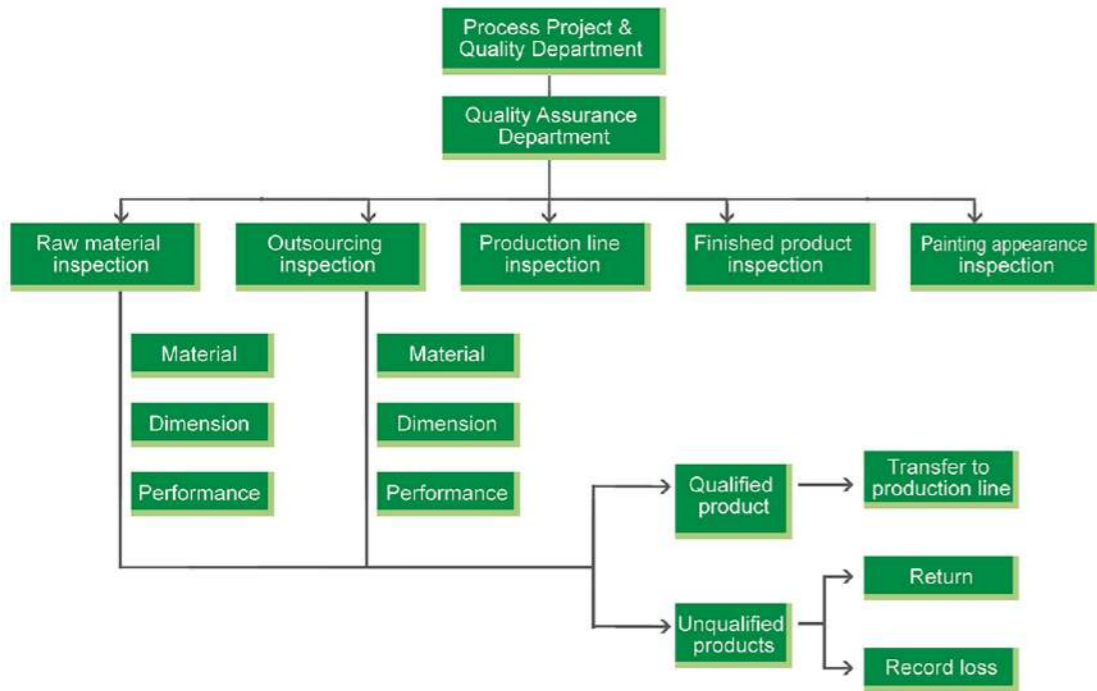 Process Project &
Quality Department
Quality Assurance
Department
Raw material
inspection
Outsourcing
inspection
Production line
inspection
Finished product
inspection
Painting appearance
inspection
Material
Dimension
Performance
Material
Dimension
Performance
Qualified
product
Transfer to
production line
Unqualified
products
Return
Record loss